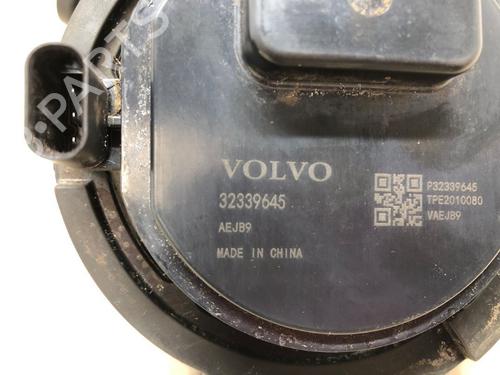 B-PARTS
VOLVO
32339645
AEJB9
MADE IN CHINA
P32339645
TPE2010080
VAEJB9